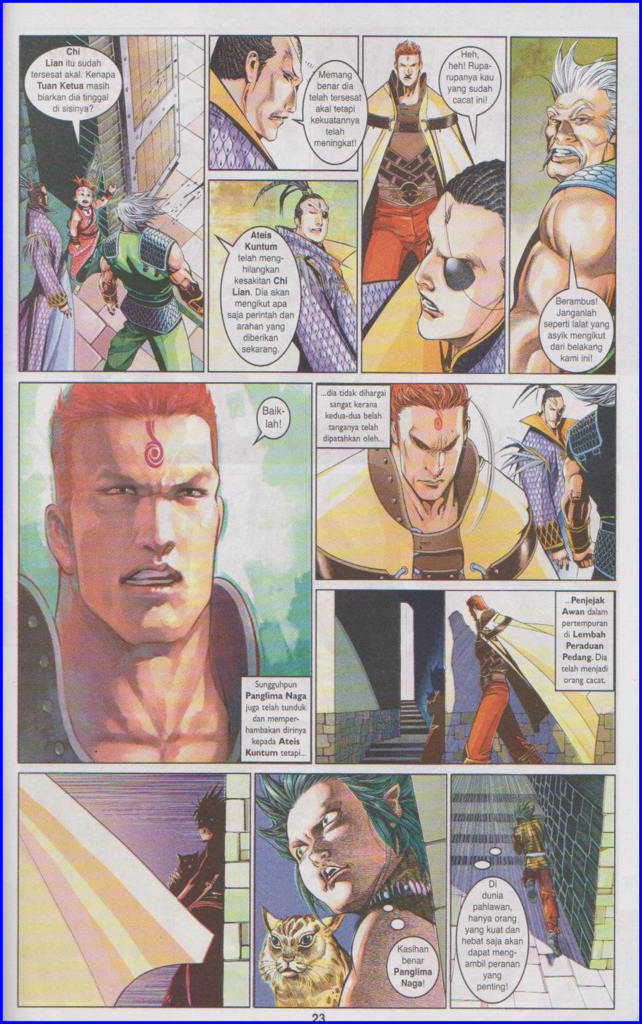 Chi
Lian itu sudah
tersesat akal. Kenapa
Tuan Ketua masih
biarkan dia tinggal
di sisinya?
Memang
benar dia
telah tersesat
akal tetapi
kekuatannya
telah
meningkat!
Ateis
Kuntum
telah meng-
hilangkan
kesakitan Chi
Lian. Dia akan
mengikut apa
saja perintah dan
arahan yang
diberikan
sekarang.
Heh,
heh! Rupa-
rupanya kau
yang sudah
cacat ini!
Berambus!
Janganlah
seperti lalat yang
asyik mengikut
dari belakang
kami ini!
Baik-
lah!
Sungguhpun
Panglima Naga
juga telah tunduk
dan memper-
hambakan dirinya
kepada Ateis
Kuntum tetapi...
...dia tidak dihargai
sangat kerana
kedua-dua belah
tanganya telah
dipatahkan oleh...
...Penjejak
Awan dalam
pertempuran
di Lembah
Peraduan
Pedang. Dia
telah menjadi
orang cacat.
Kasihan
benar
Panglima
Naga!
Di
dunia
pahlawan,
hanya orang
yang kuat dan
hebat saja akan
dapat meng-
ambil peranan
yang
penting!
23